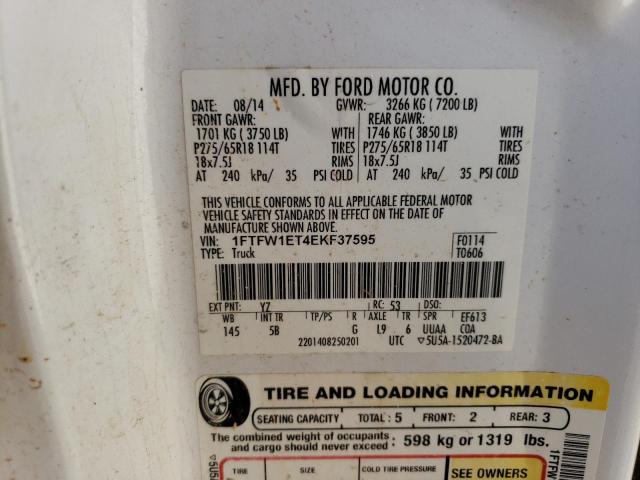 MFD. BY FORD MOTOR CO.
DATE: 08/14 GVWR: 3266 KG ( 7200 LB)
FRONT GAWR: REAR GAWR:
1701 KG ( 3750 LB) WITH 1746 KG ( 3850 LB) WITH
P275/65R18 114T TIRES P275/65R18 114T TIRES
18x7.5J RIMS 18x7.5J RIMS
AT 240 kPa/ 35 PSI COLD AT 240 kPa/ 35 PSI COLD
THIS VEHICLE CONFORMS TO ALL APPLICABLE FEDERAL MOTOR
VEHICLE SAFETY STANDARDS IN EFFECT ON THE DATE OF
MANUFACTURE SHOWN ABOVE.
VIN: 1FTFW1ET4EKF37595 F0114
TYPE: Truck T0606
EXT PNT: YZ RC: 53 DSO:
WB INT TR TP/PS R AXLE TR SPR EF613
145 5B G L9 6 UUAA COA
2201408250201 UTC 5U5A-1520472-BA
TIRE AND LOADING INFORMATION
SEATING CAPACITY TOTAL: 5 FRONT: 2 REAR: 3
The combined weight of occupants and cargo should never exceed: 598 kg or 1319 lbs.
TIRE SIZE COLD TIRE PRESSURE SEE OWNERS
1FTFW